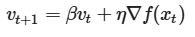 v_{t+1} = βv_t + η∇f(x_t)